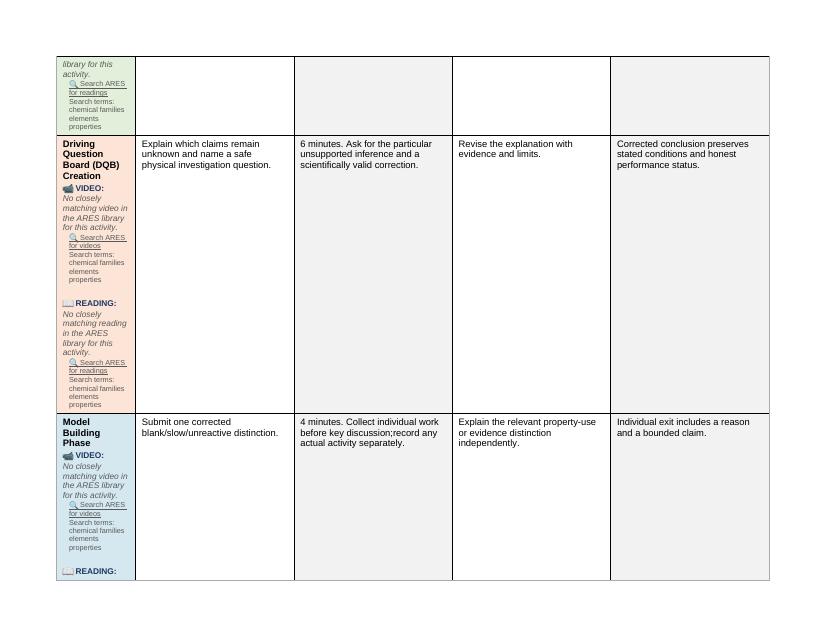 library for this
activity.
🔍 Search ARES
for readings
Search terms:
chemical families
elements
properties
Driving
Question
Board (DQB)
Creation
📹 VIDEO:
No closely
matching video in
the ARES library
for this activity.
🔍 Search ARES
for videos
Search terms:
chemical families
elements
properties
📖 READING:
No closely
matching reading
in the ARES
library for this
activity.
🔍 Search ARES
for readings
Search terms:
chemical families
elements
properties
Explain which claims remain
unknown and name a safe
physical investigation question.
6 minutes. Ask for the particular
unsupported inference and a
scientifically valid correction.
Revise the explanation with
evidence and limits.
Corrected conclusion preserves
stated conditions and honest
performance status.
Model
Building
Phase
📹 VIDEO:
No closely
matching video in
the ARES library
for this activity.
🔍 Search ARES
for videos
Search terms:
chemical families
elements
properties
📖 READING:
Submit one corrected
blank/slow/unreactive distinction.
4 minutes. Collect individual work
before key discussion;record any
actual activity separately.
Explain the relevant property-use
or evidence distinction
independently.
Individual exit includes a reason
and a bounded claim.